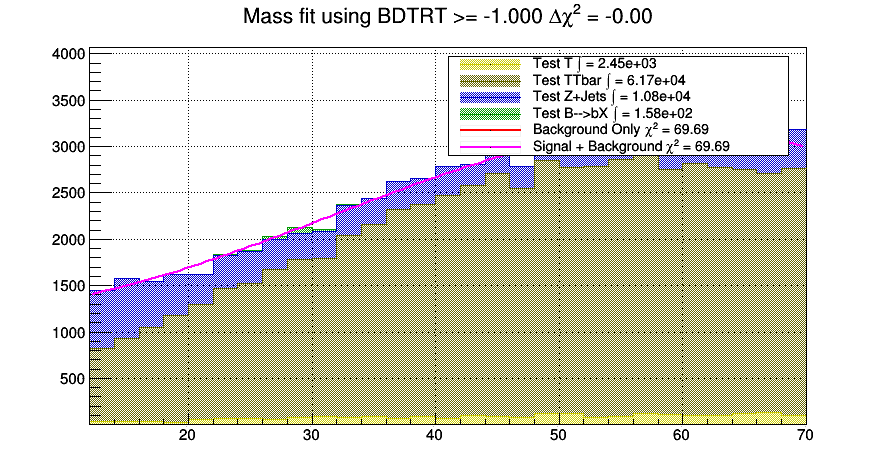 Mass fit using BDTRT >= -1.000 Δχ² = -0.00
4000
3500
3000
2500
2000
1500
1000
500
Test T ∫ = 2.45e+03
Test TTbar ∫ = 6.17e+04
Test Z+Jets ∫ = 1.08e+04
Test B-->bX ∫ = 1.58e+02
Background Only χ² = 69.69
Signal + Background χ² = 69.69
20 30 40 50 60 70